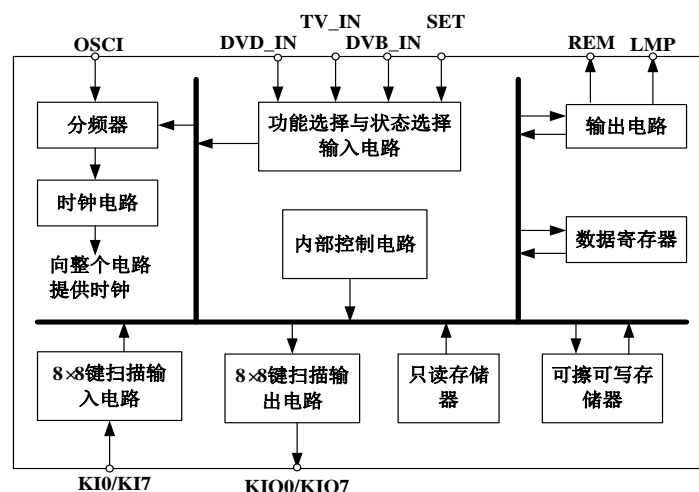 TV_IN
OSCI DVD_IN DVB_IN SET REM LMP
分频器
功能选择与状态选择
输入电路
输出电路
时钟电路
向整个电路
提供时钟
内部控制电路
数据寄存器
8×8键扫描输
入电路
8×8键扫描输
出电路
只读存储
器
可擦可写存
储器
KI0/KI7
KIO0/KIO7